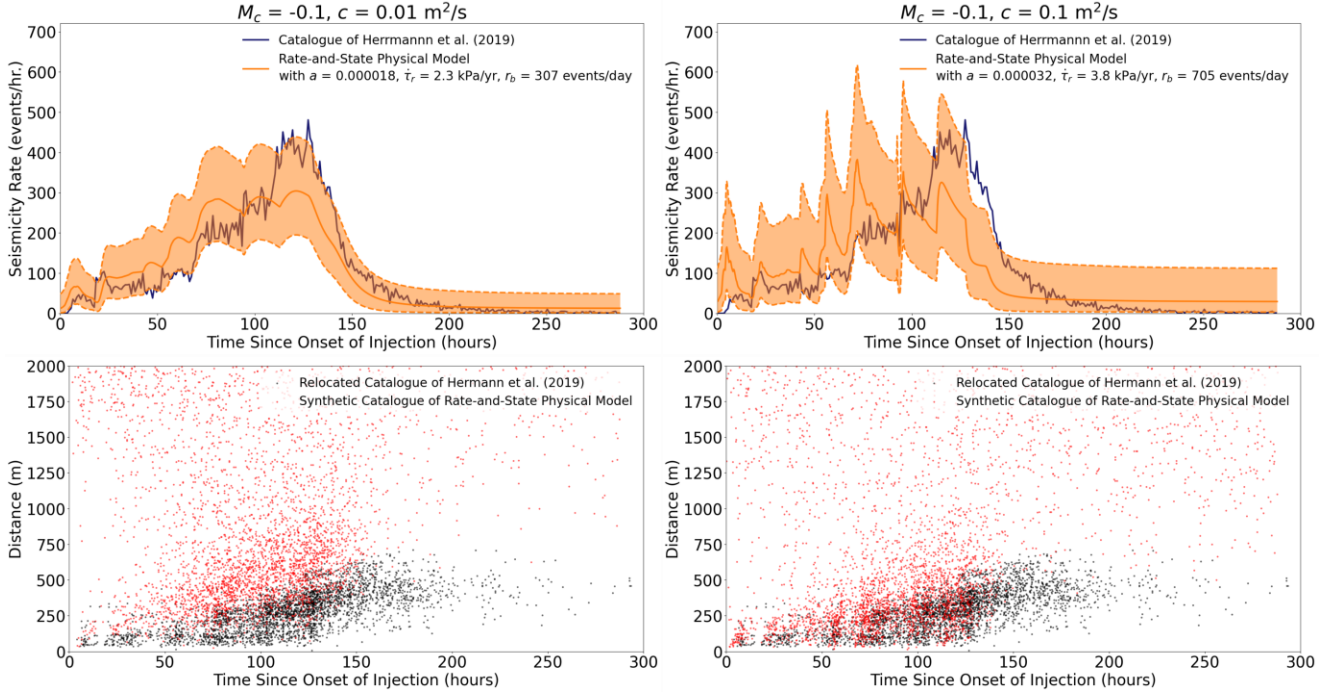 M_c = -0.1, c = 0.01 m²/s
700
600
500
400
300
200
100
0
Seismicity Rate (events/hr.)
Catalogue of Herrmannn et al. (2019)
Rate-and-State Physical Model
with a = 0.000018, τ̇_r = 2.3 kPa/yr, r_b = 307 events/day
0 50 100 150 200 250 300
Time Since Onset of Injection (hours)
M_c = -0.1, c = 0.1 m²/s
700
600
500
400
300
200
100
0
Seismicity Rate (events/hr.)
Catalogue of Herrmannn et al. (2019)
Rate-and-State Physical Model
with a = 0.000032, τ̇_r = 3.8 kPa/yr, r_b = 705 events/day
0 50 100 150 200 250 300
Time Since Onset of Injection (hours)
2000
1750
1500
1250
1000
750
500
250
0
Distance (m)
Relocated Catalogue of Hermann et al. (2019)
Synthetic Catalogue of Rate-and-State Physical Model
0 50 100 150 200 250 300
Time Since Onset of Injection (hours)
2000
1750
1500
1250
1000
750
500
250
0
Distance (m)
Relocated Catalogue of Hermann et al. (2019)
Synthetic Catalogue of Rate-and-State Physical Model
0 50 100 150 200 250 300
Time Since Onset of Injection (hours)